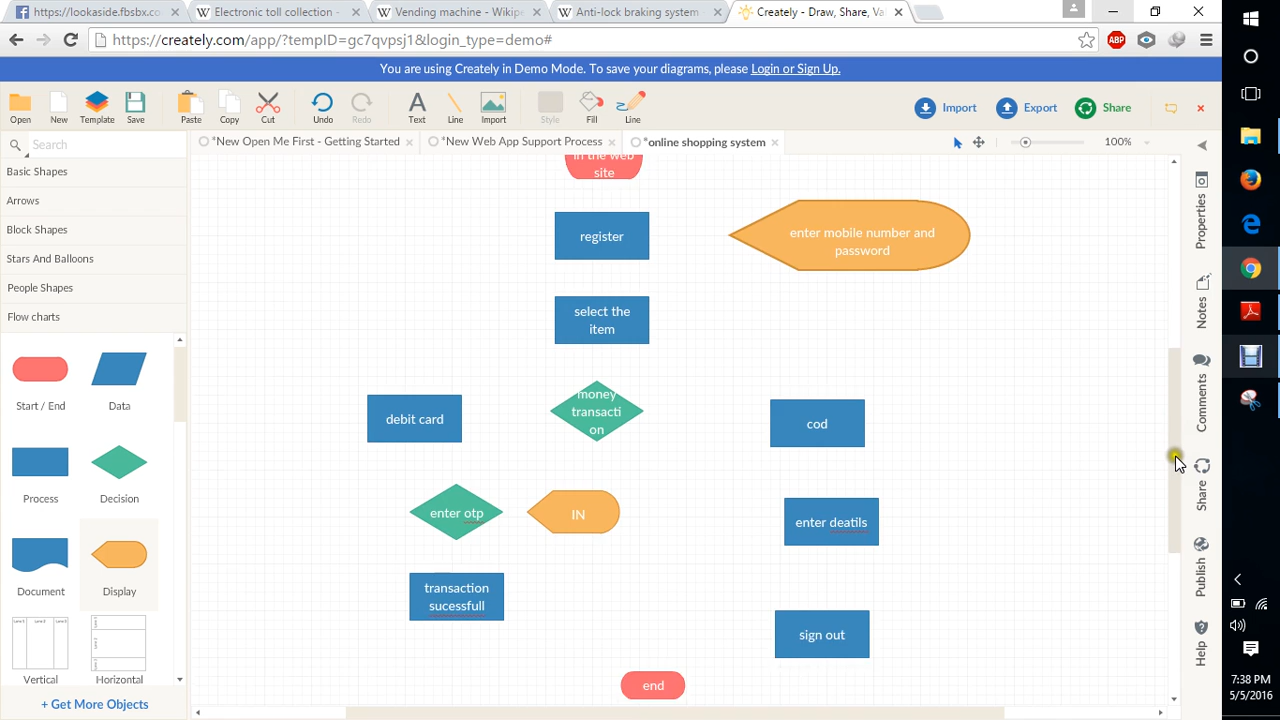 https://lookaside.fbsbx.c
Electronic toll collection -
Vending machine - Wikipe
Anti-lock braking system
Creately - Draw, Share, Va
https://creately.com/app/?tempID=gc7qvpsj1&login_type=demo#
ABP
You are using Creately in Demo Mode. To save your diagrams, please Login or Sign Up.
Open
New
Template
Save
Paste
Copy
Cut
Undo
Redo
Text
Line
Import
Style
Fill
Line
Import
Export
Share
*New Open Me First - Getting Started
*New Web App Support Process
*online shopping system
100%
Search
Basic Shapes
Arrows
Block Shapes
Stars And Balloons
People Shapes
Flow charts
Start / End
Data
Process
Decision
Document
Display
Vertical
Horizontal
+ Get More Objects
in the web
site
register
enter mobile number and
password
select the
item
money
transacti
on
debit card
cod
enter otp
IN
enter deatils
transaction
sucessfull
sign out
end
Properties
Notes
Comments
Share
Publish
Help
7:38 PM
5/5/2016